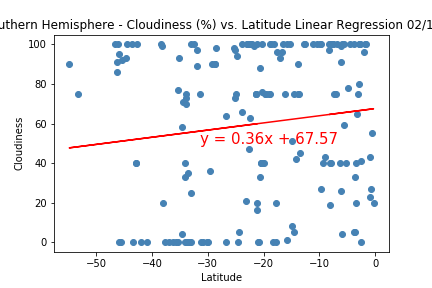 uthern Hemisphere - Cloudiness (%) vs. Latitude Linear Regression 02/1
100
80
60
40
20
0
Cloudiness
y = 0.36x + 67.57
−50 −40 −30 −20 −10 0
Latitude